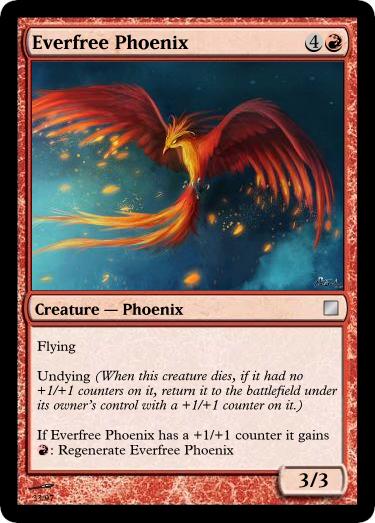 Everfree Phoenix 4
Creature — Phoenix
Flying
Undying (When this creature dies, if it had no
+1/+1 counters on it, return it to the battlefield under
its owner's control with a +1/+1 counter on it.)
If Everfree Phoenix has a +1/+1 counter it gains
: Regenerate Everfree Phoenix
3/3